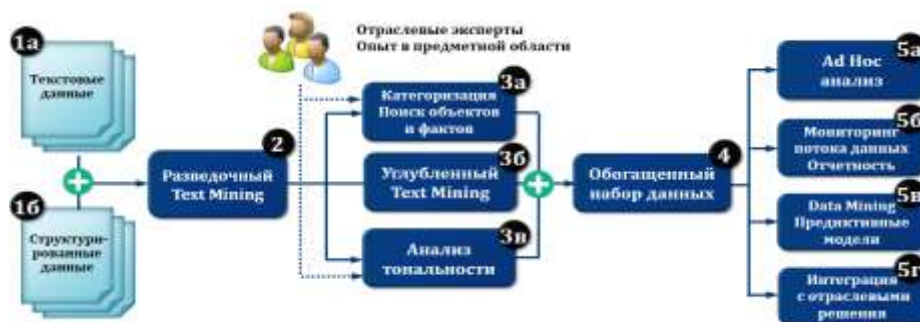 1а
Текстовые
данные
1б
Структури-
рованные
данные
2
Разведочный
Text Mining
Отраслевые эксперты
Опыт в предметной области
3а
Категоризация
Поиск объектов
и фактов
3б
Углубленный
Text Mining
3в
Анализ
тональности
4
Обогащенный
набор данных
5а
Ad Hoc
анализ
5б
Мониторинг
потока данных
Отчетность
5в
Data Mining
Предиктивные
модели
5г
Интеграция
с отраслевыми
решения